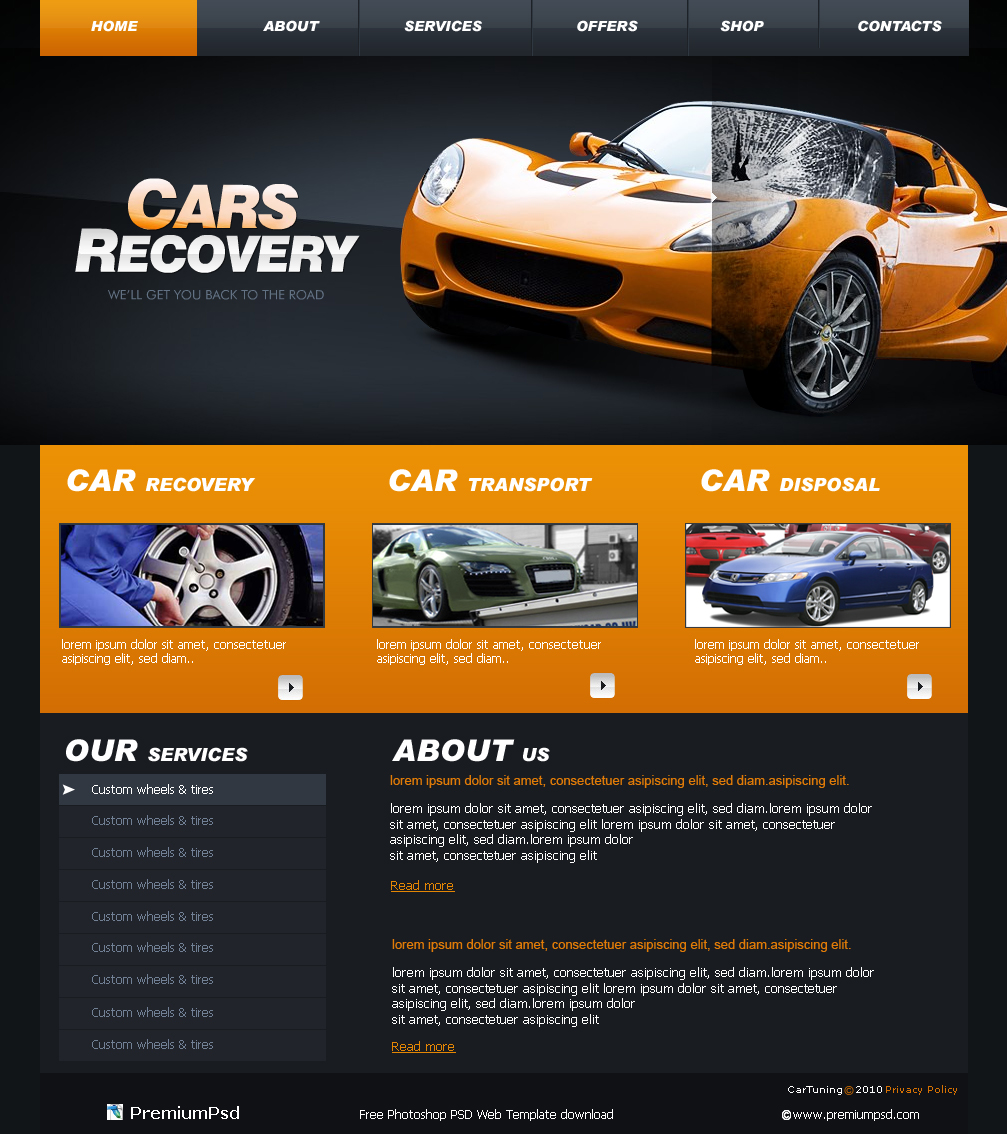 HOME ABOUT SERVICES OFFERS SHOP CONTACTS
CARS
RECOVERY
WE'LL GET YOU BACK TO THE ROAD
CAR RECOVERY
CAR TRANSPORT
CAR DISPOSAL
lorem ipsum dolor sit amet, consectetuer
asipiscing elit, sed diam..
lorem ipsum dolor sit amet, consectetuer
asipiscing elit, sed diam..
lorem ipsum dolor sit amet, consectetuer
asipiscing elit, sed diam..
OUR SERVICES
Custom wheels & tires
Custom wheels & tires
Custom wheels & tires
Custom wheels & tires
Custom wheels & tires
Custom wheels & tires
Custom wheels & tires
Custom wheels & tires
Custom wheels & tires
ABOUT US
lorem ipsum dolor sit amet, consectetuer asipiscing elit, sed diam.asipiscing elit.
lorem ipsum dolor sit amet, consectetuer asipiscing elit, sed diam.lorem ipsum dolor
sit amet, consectetuer asipiscing elit lorem ipsum dolor sit amet, consectetuer
asipiscing elit, sed diam.lorem ipsum dolor
sit amet, consectetuer asipiscing elit
Read more
lorem ipsum dolor sit amet, consectetuer asipiscing elit, sed diam.asipiscing elit.
lorem ipsum dolor sit amet, consectetuer asipiscing elit, sed diam.lorem ipsum dolor
sit amet, consectetuer asipiscing elit lorem ipsum dolor sit amet, consectetuer
asipiscing elit, sed diam.lorem ipsum dolor
sit amet, consectetuer asipiscing elit
Read more
CarTuning © 2010 Privacy Policy
PremiumPsd
Free Photoshop PSD Web Template download
©www.premiumpsd.com